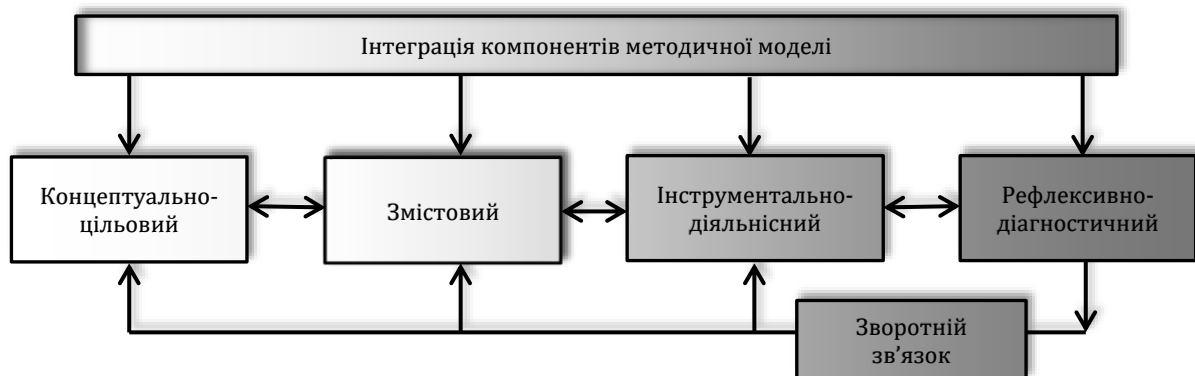 Інтеграція компонентів методичної моделі
Концептуально-
цільовий
Змістовий
Інструментально-
діяльнісний
Рефлексивно-
діагностичний
Зворотній
зв’язок